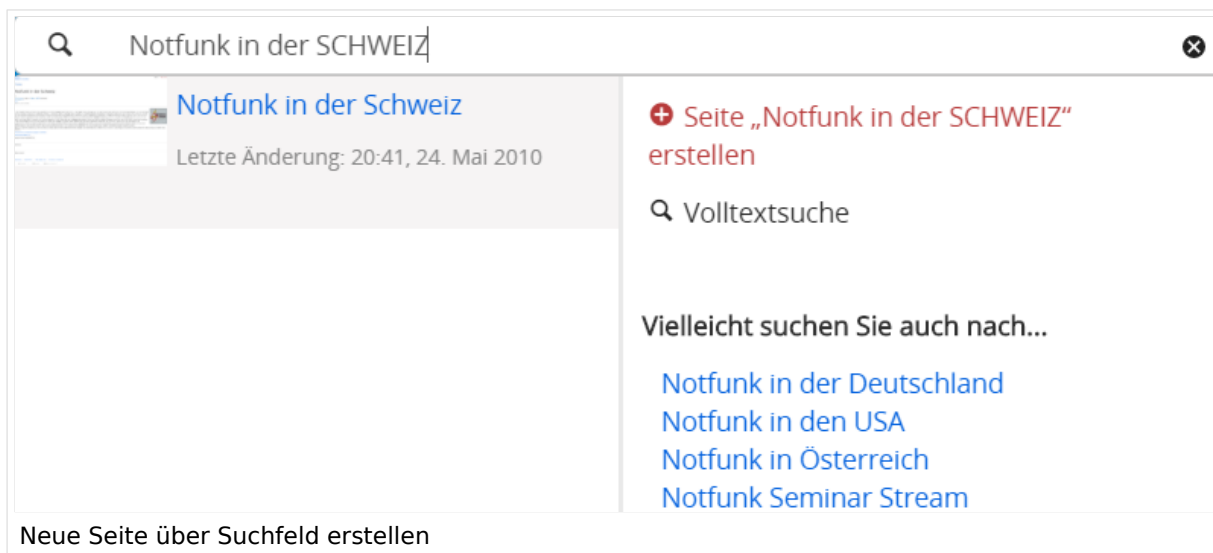 Notfunk in der SCHWEIZ
Notfunk in der Schweiz
Letzte Änderung: 20:41, 24. Mai 2010
Seite „Notfunk in der SCHWEIZ“
erstellen
Volltextsuche
Vielleicht suchen Sie auch nach...
Notfunk in der Deutschland
Notfunk in den USA
Notfunk in Österreich
Notfunk Seminar Stream
Neue Seite über Suchfeld erstellen